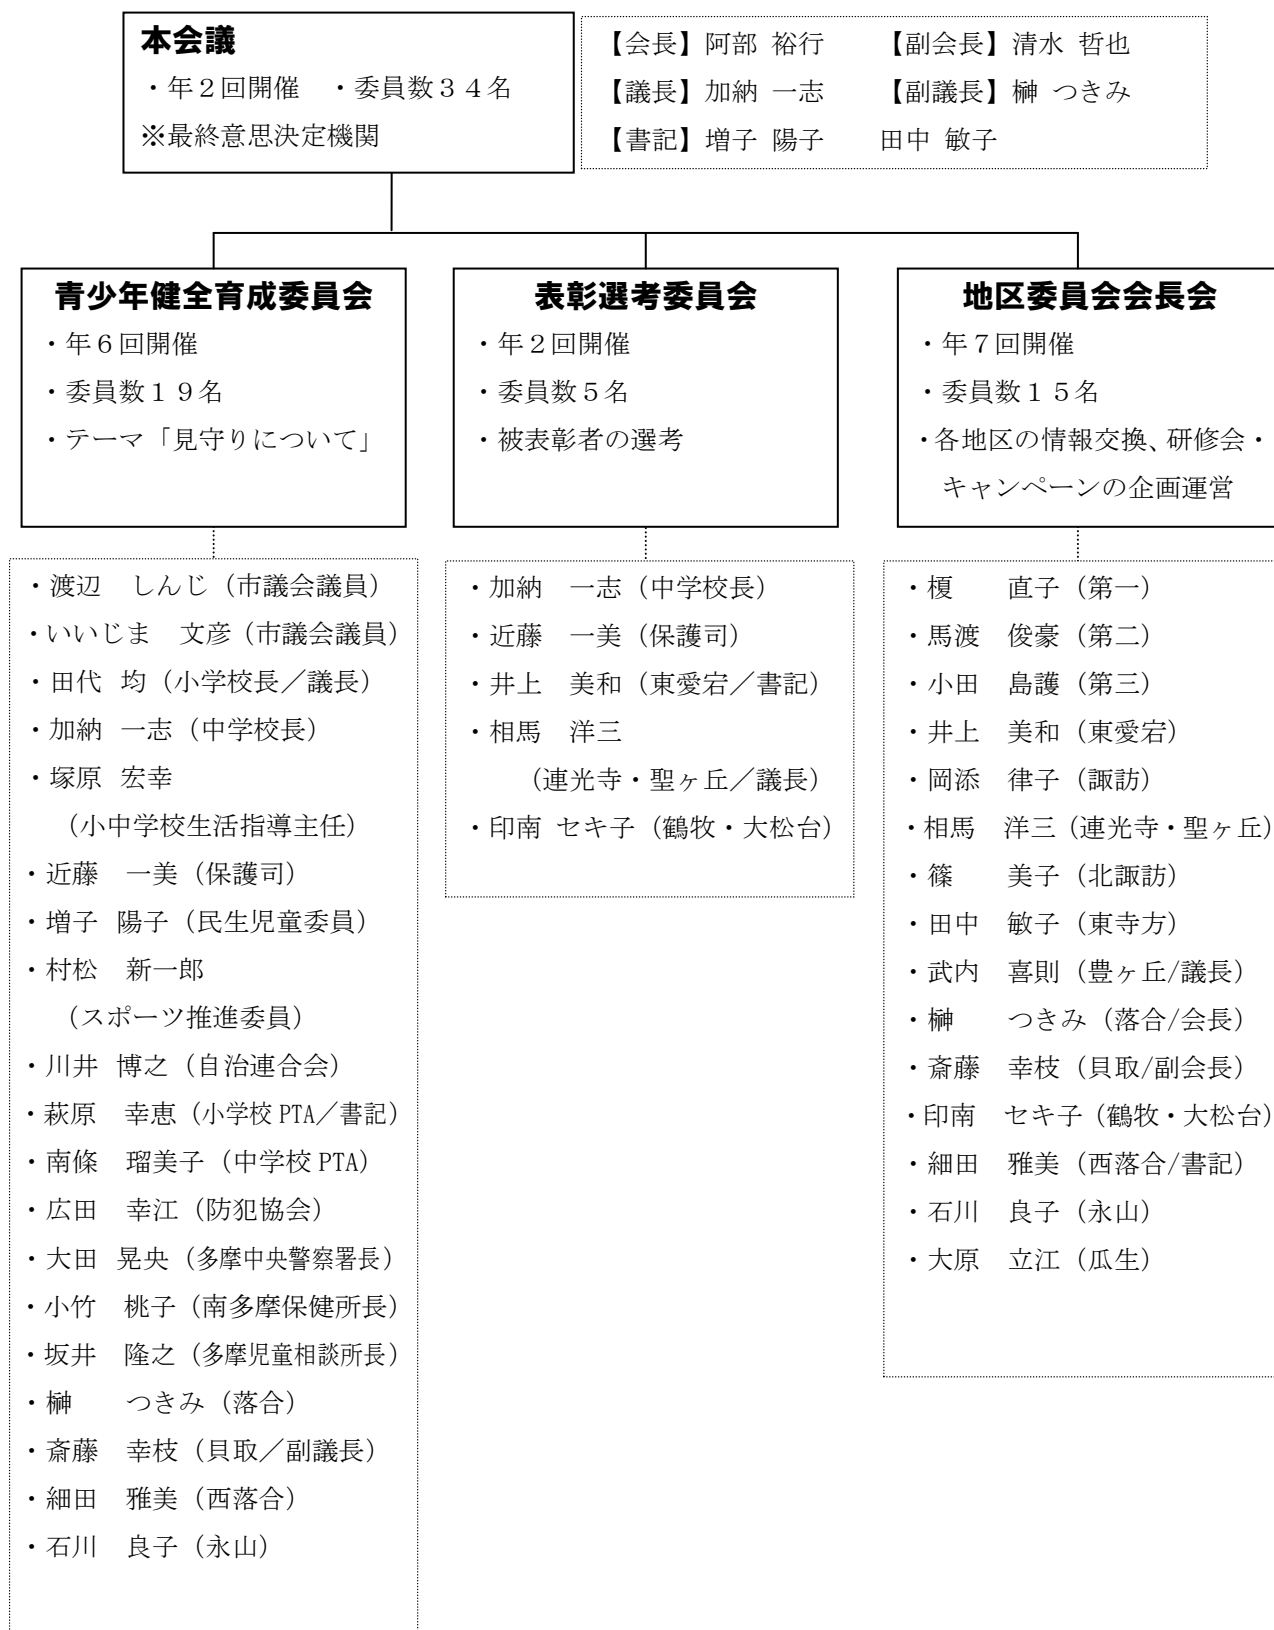 本会議
・年２回開催　・委員数３４名
※最終意思決定機関
【会長】阿部 裕行　【副会長】清水 哲也
【議長】加納 一志　【副議長】榊 つきみ
【書記】増子 陽子　田中 敏子
青少年健全育成委員会
・年６回開催
・委員数１９名
・テーマ「見守りについて」
表彰選考委員会
・年２回開催
・委員数５名
・被表彰者の選考
地区委員会会長会
・年７回開催
・委員数１５名
・各地区の情報交換、研修会・
キャンペーンの企画運営
・渡辺　しんじ（市議会議員）
・いいじま　文彦（市議会議員）
・田代 均（小学校長／議長）
・加納 一志（中学校長）
・塚原 宏幸
（小中学校生活指導主任）
・近藤　一美（保護司）
・増子 陽子（民生児童委員）
・村松　新一郎
（スポーツ推進委員）
・川井 博之（自治連合会）
・萩原　幸恵（小学校 PTA／書記）
・南條　瑠美子（中学校 PTA）
・広田　幸江（防犯協会）
・大田 晃央（多摩中央警察署長）
・小竹　桃子（南多摩保健所長）
・坂井　隆之（多摩児童相談所長）
・榊　　つきみ（落合）
・斎藤　幸枝（貝取／副議長）
・細田　雅美（西落合）
・石川　良子（永山）
・加納　一志（中学校長）
・近藤　一美（保護司）
・井上　美和（東愛宕／書記）
・相馬　洋三
（連光寺・聖ヶ丘／議長）
・印南 セキ子（鶴牧・大松台）
・榎　　直子（第一）
・馬渡　俊豪（第二）
・小田　島護（第三）
・井上　美和（東愛宕）
・岡添　律子（諏訪）
・相馬　洋三（連光寺・聖ヶ丘）
・篠　　美子（北諏訪）
・田中　敏子（東寺方）
・武内　喜則（豊ヶ丘/議長）
・榊　　つきみ（落合/会長）
・斎藤　幸枝（貝取/副会長）
・印南　セキ子（鶴牧・大松台）
・細田　雅美（西落合/書記）
・石川　良子（永山）
・大原　立江（瓜生）